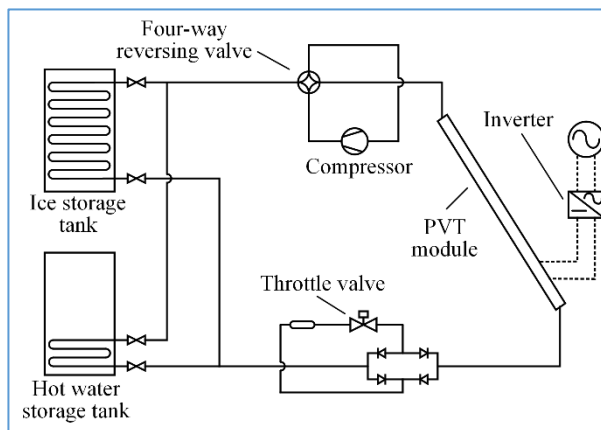 Four-way
reversing valve
Inverter
Compressor
Ice storage
tank
PVT
module
Throttle valve
Hot water
storage tank